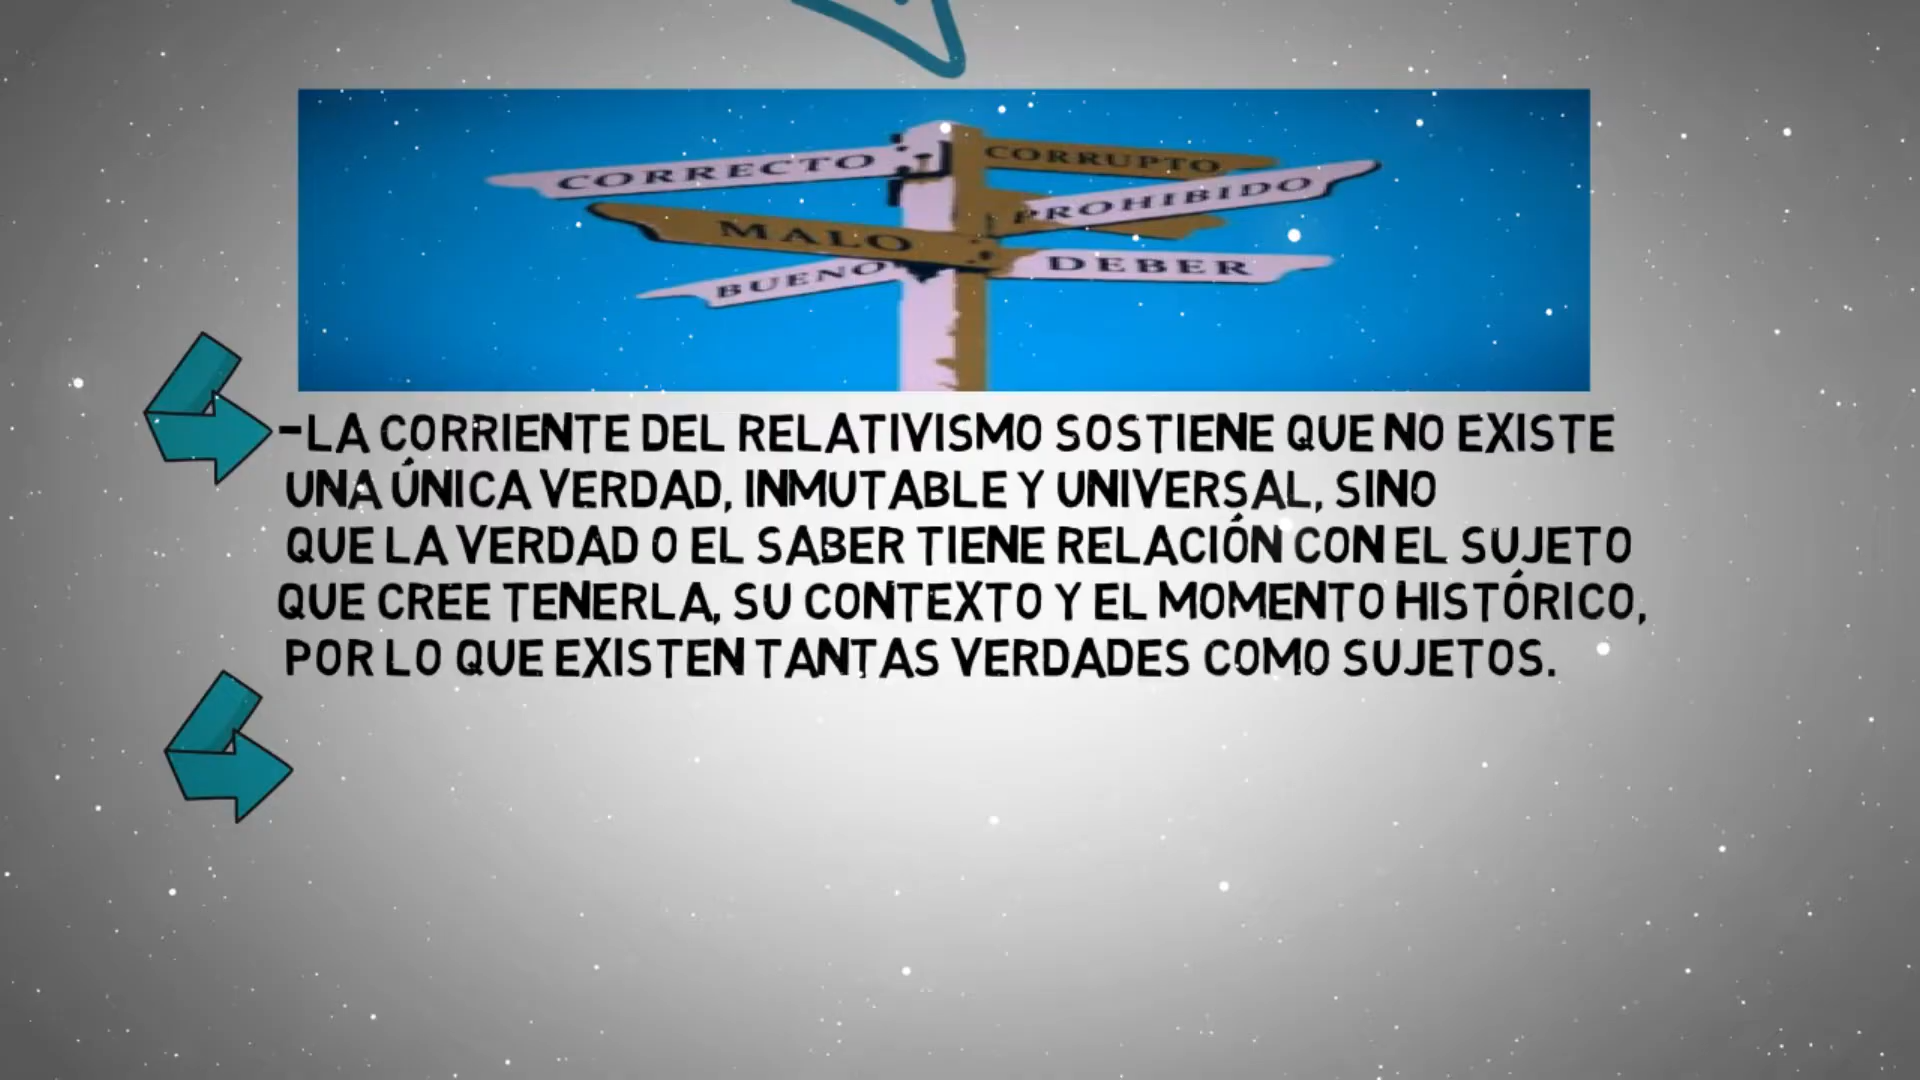 CORRECTO
CORRUPTO
PROHIBIDO
MALO
DEBER
BUENO
-LA CORRIENTE DEL RELATIVISMO SOSTIENE QUE NO EXISTE
UNA ÚNICA VERDAD, INMUTABLE Y UNIVERSAL, SINO
QUE LA VERDAD O EL SABER TIENE RELACIÓN CON EL SUJETO
QUE CREE TENERLA, SU CONTEXTO Y EL MOMENTO HISTÓRICO,
POR LO QUE EXISTEN TANTAS VERDADES COMO SUJETOS.